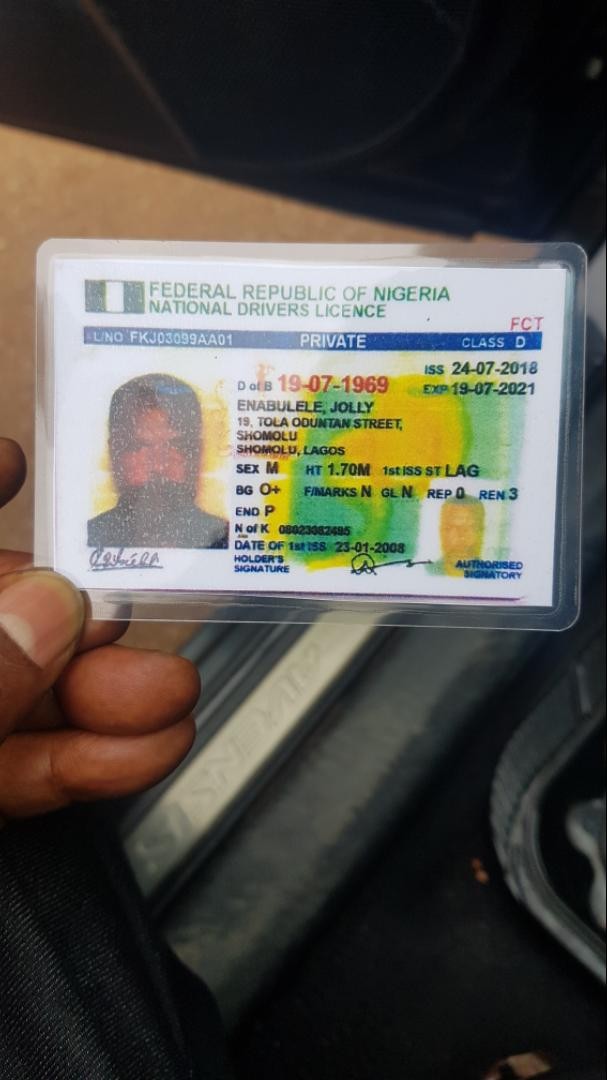 FEDERAL REPUBLIC OF NIGERIA
NATIONAL DRIVERS LICENCE
FCT
L/NO FKJ03099AA01 PRIVATE CLASS D
ISS 24-07-2018
D of B 19-07-1969 EXP 19-07-2021
ENABULELE, JOLLY
19, TOLA ODUNTAN STREET,
SHOMOLU
SHOMOLU, LAGOS
SEX M HT 1.70M 1st ISS ST LAG
BG O+ F/MARKS N GL N REP 0 REN 3
END P
N of K 08023082495
DATE OF 1st ISS 23-01-2008
HOLDER'S SIGNATURE
AUTHORISED SIGNATORY